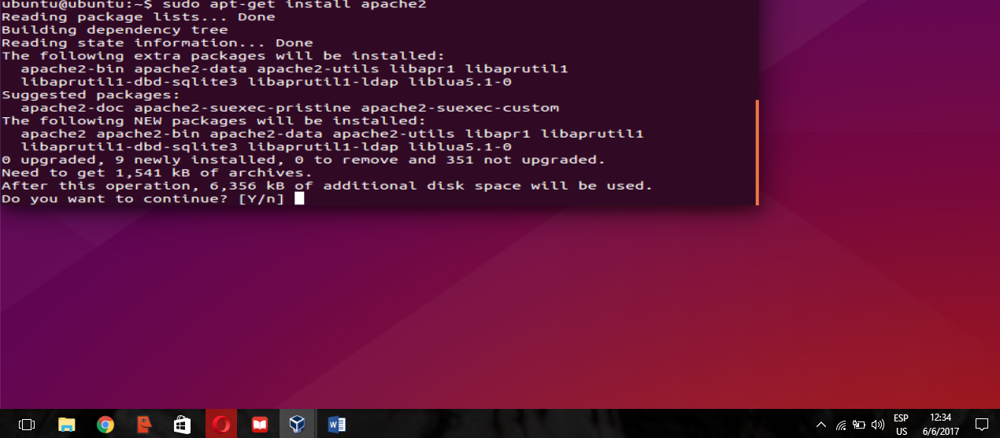 ubuntu@ubuntu:~$ sudo apt-get install apache2
Reading package lists... Done
Building dependency tree
Reading state information... Done
The following extra packages will be installed:
  apache2-bin apache2-data apache2-utils libapr1 libaprutil1
  libaprutil1-dbd-sqlite3 libaprutil1-ldap liblua5.1-0
Suggested packages:
  apache2-doc apache2-suexec-pristine apache2-suexec-custom
The following NEW packages will be installed:
  apache2 apache2-bin apache2-data apache2-utils libapr1 libaprutil1
  libaprutil1-dbd-sqlite3 libaprutil1-ldap liblua5.1-0
0 upgraded, 9 newly installed, 0 to remove and 351 not upgraded.
Need to get 1,541 kB of archives.
After this operation, 6,356 kB of additional disk space will be used.
Do you want to continue? [Y/n]
ESP 12:34
US 6/6/2017